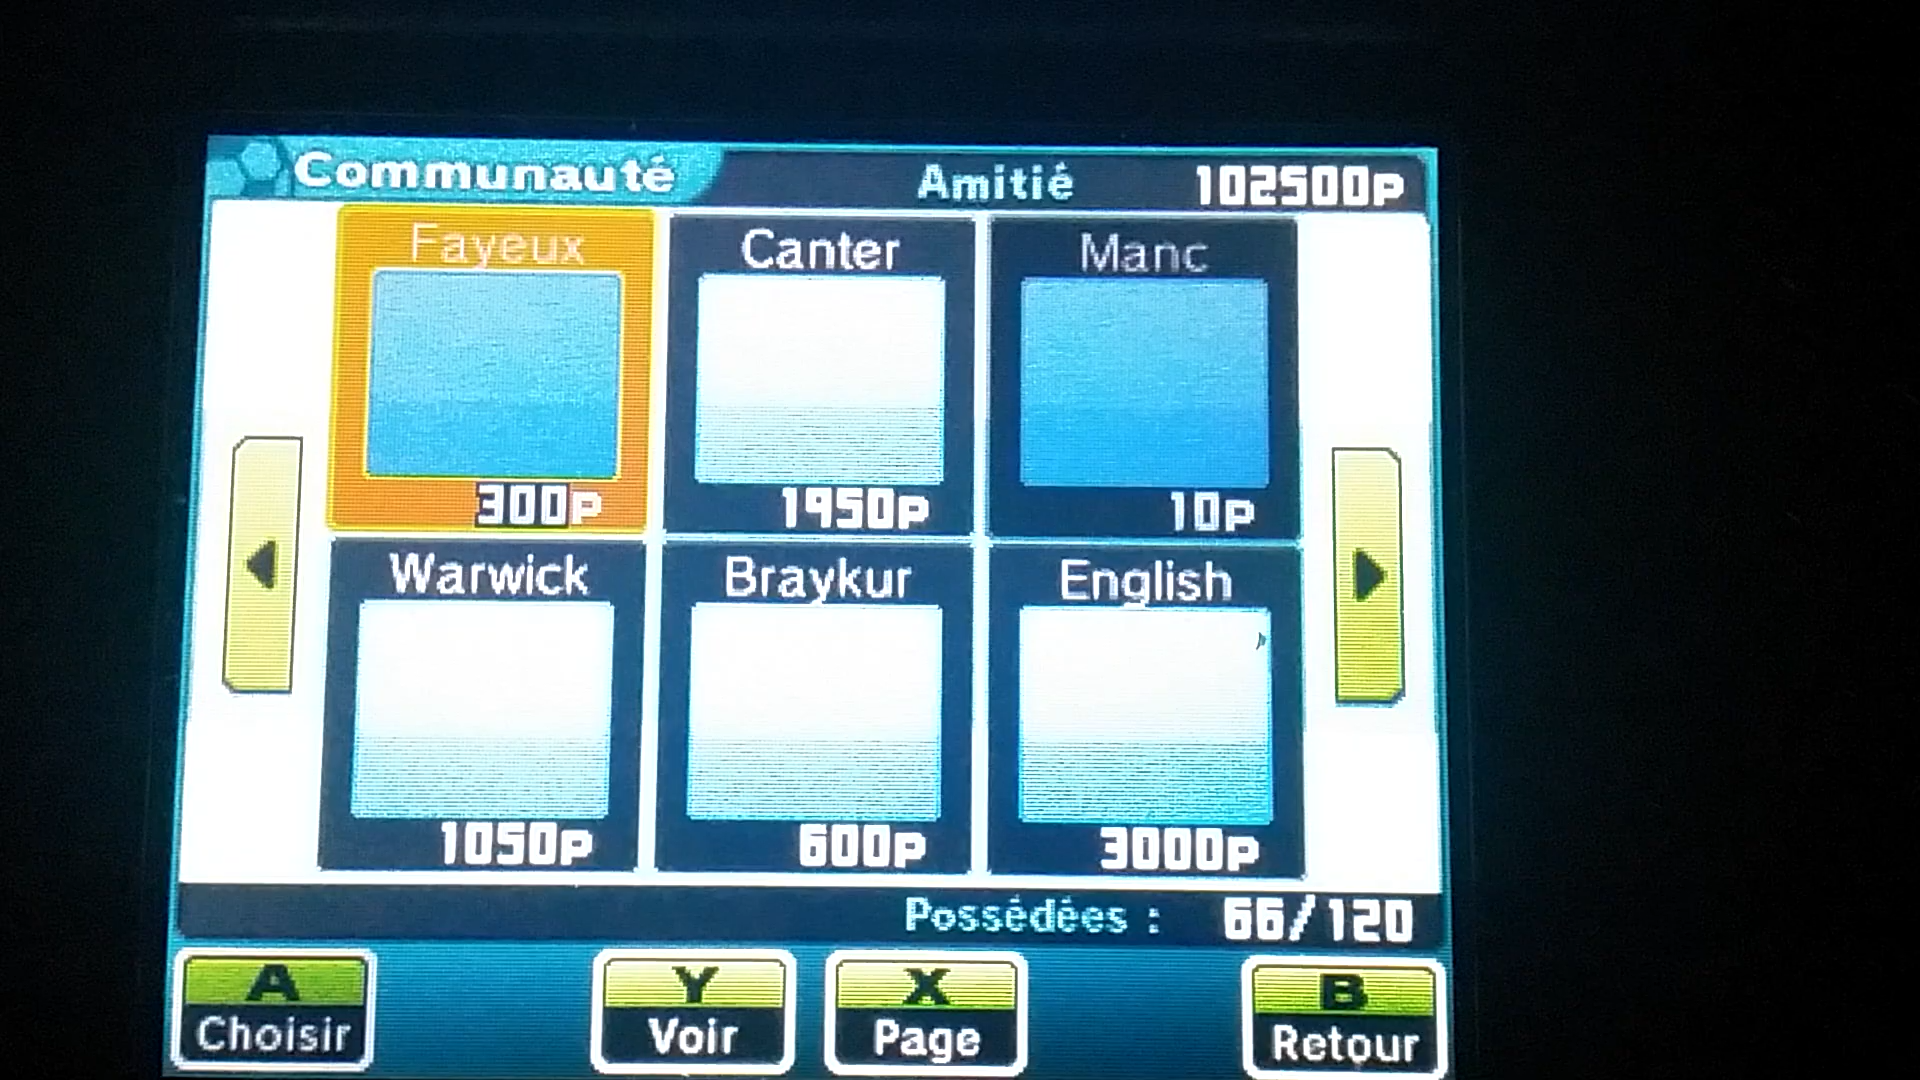 Communauté Amitié 102500P
Fayeux Canter Manc
300P 1950P 10P
Warwick Braykur English
1050P 600P 3000P
Possédées : 66/120
A Y X B
Choisir Voir Page Retour